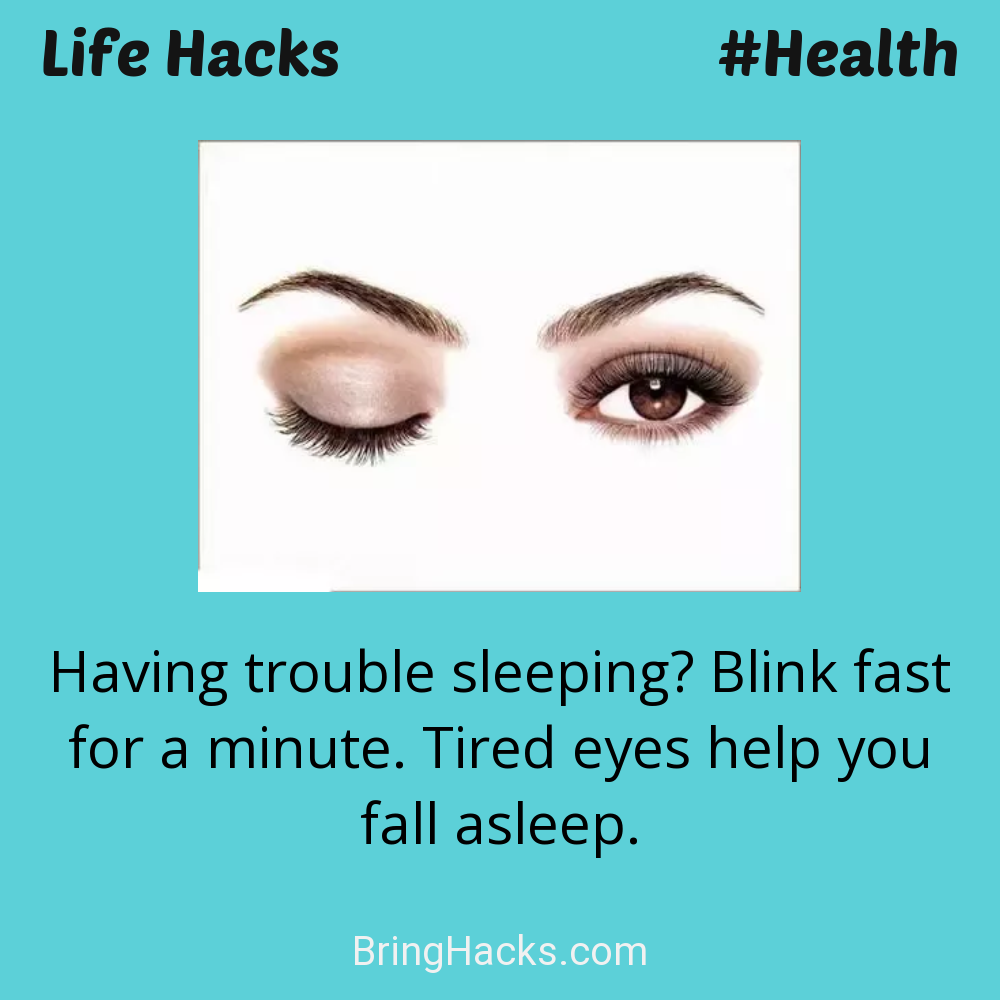 Life Hacks
#Health
Having trouble sleeping? Blink fast
for a minute. Tired eyes help you
fall asleep.
BringHacks.com